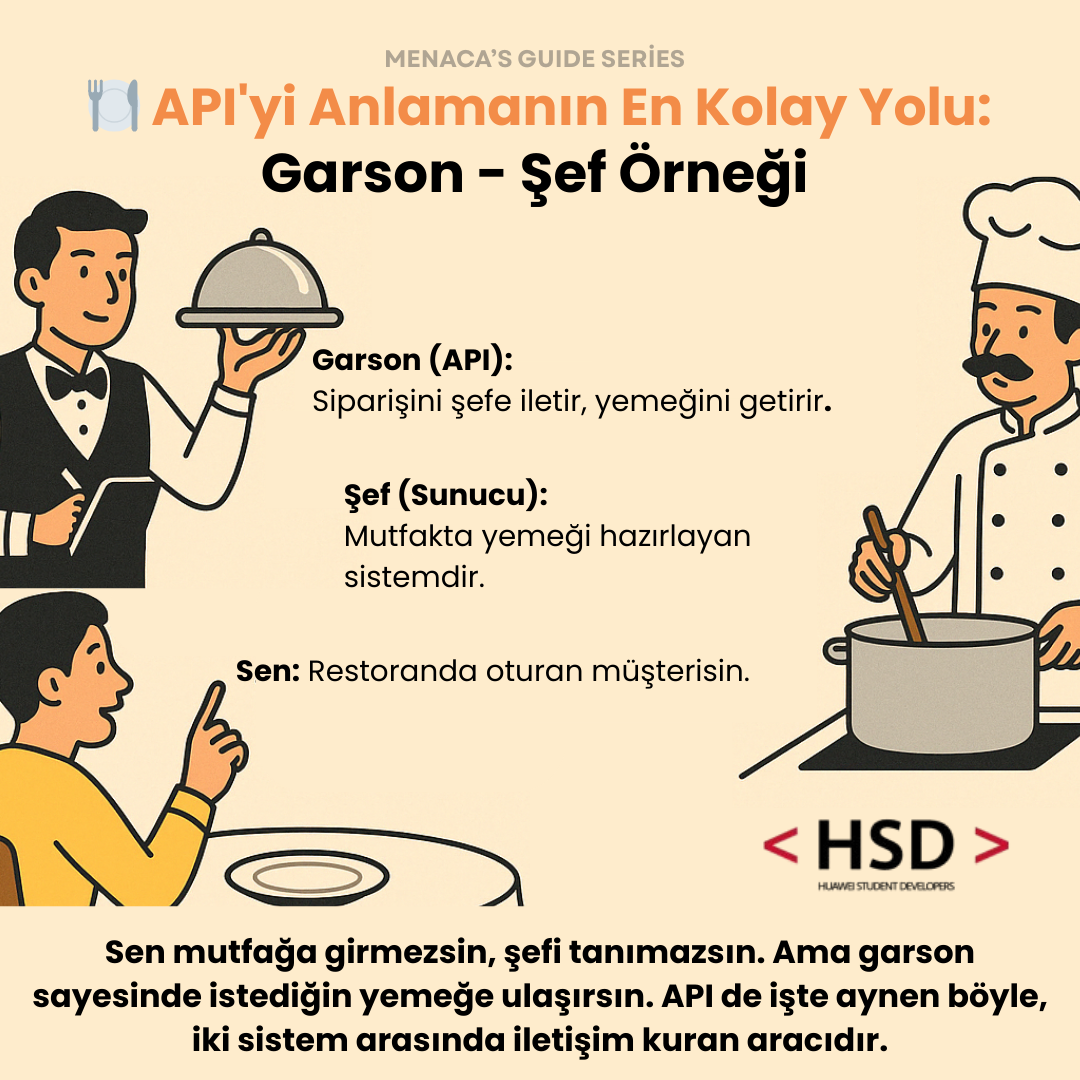 MENACA’S GUIDE SERİES
🍽️ API'yi Anlamanın En Kolay Yolu:
Garson - Şef Örneği
Garson (API):
Siparişini şefe iletir, yemeğini getirir.
Şef (Sunucu):
Mutfakta yemeği hazırlayan
sistemdir.
Sen: Restoranda oturan müşterisin.
< HSD >
HUAWEI STUDENT DEVELOPERS
Sen mutfağa girmezsin, şefi tanımazsın. Ama garson
sayesinde istediğin yemeğe ulaşırsın. API de işte aynen böyle,
iki sistem arasında iletişim kuran aracıdır.